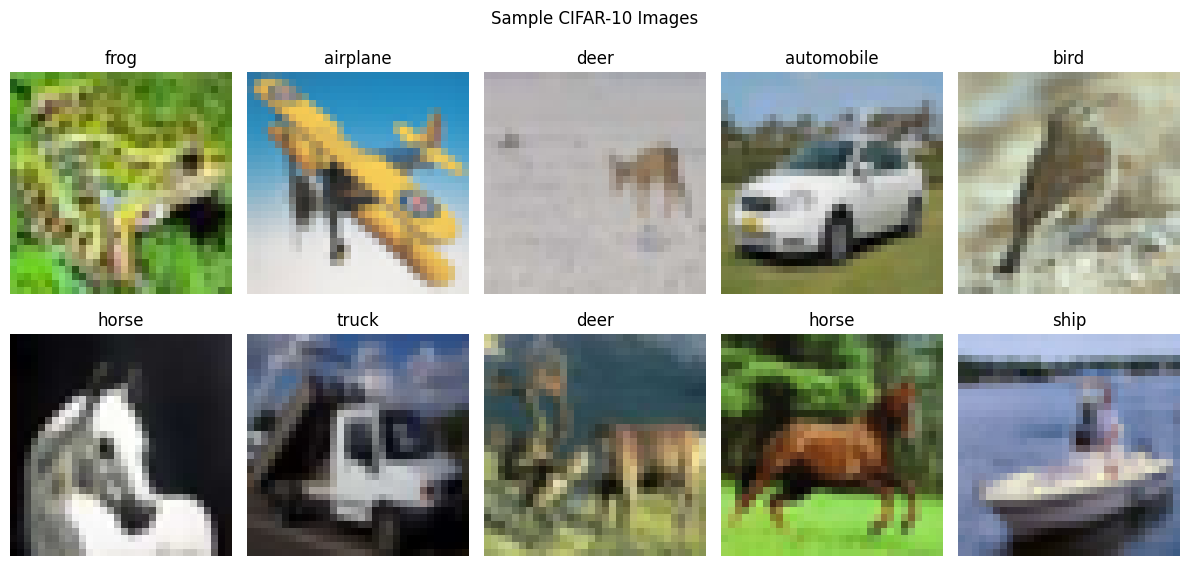 Sample CIFAR-10 Images
frog
airplane
deer
automobile
bird
horse
truck
deer
horse
ship